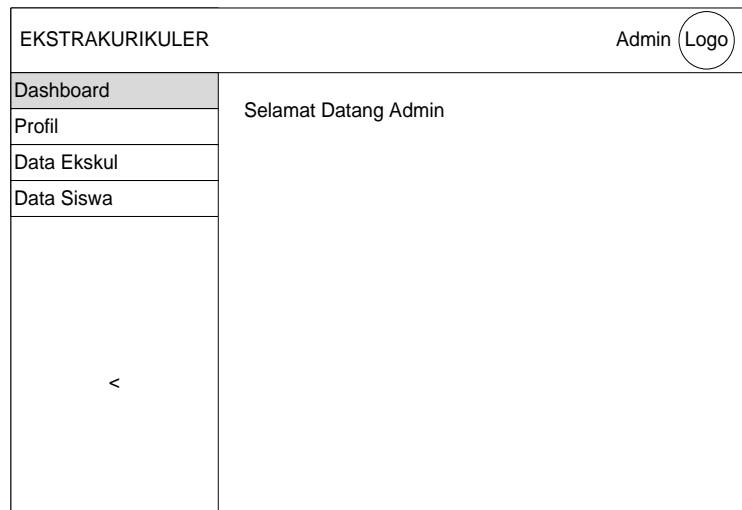 EKSTRAKURIKULER
Admin Logo
Dashboard
Profil
Data Ekskul
Data Siswa
<
Selamat Datang Admin